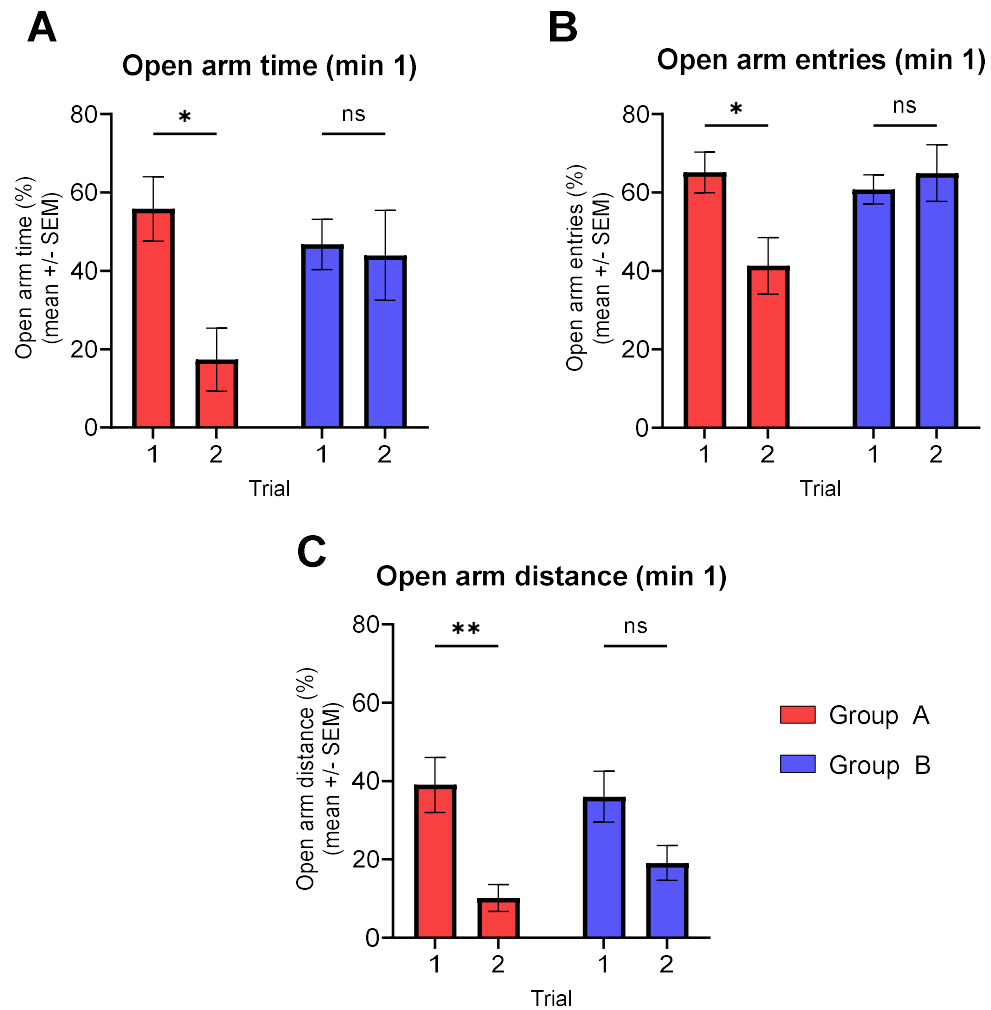 A
Open arm time (min 1)
Open arm time (%)
(mean +/- SEM)
80
60
40
20
0
*
ns
1 2 1 2
Trial
B
Open arm entries (min 1)
Open arm entries (%)
(mean +/- SEM)
80
60
40
20
0
*
ns
1 2 1 2
Trial
C
Open arm distance (min 1)
Open arm distance (%)
(mean +/- SEM)
80
60
40
20
0
**
ns
1 2 1 2
Trial
Group A
Group B